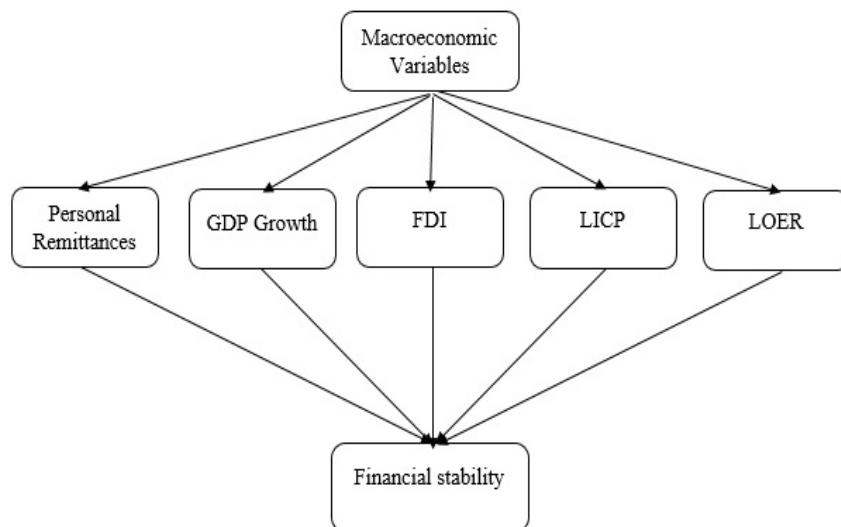 Macroeconomic
Variables
Personal
Remittances
GDP Growth
FDI
LICP
LOER
Financial stability